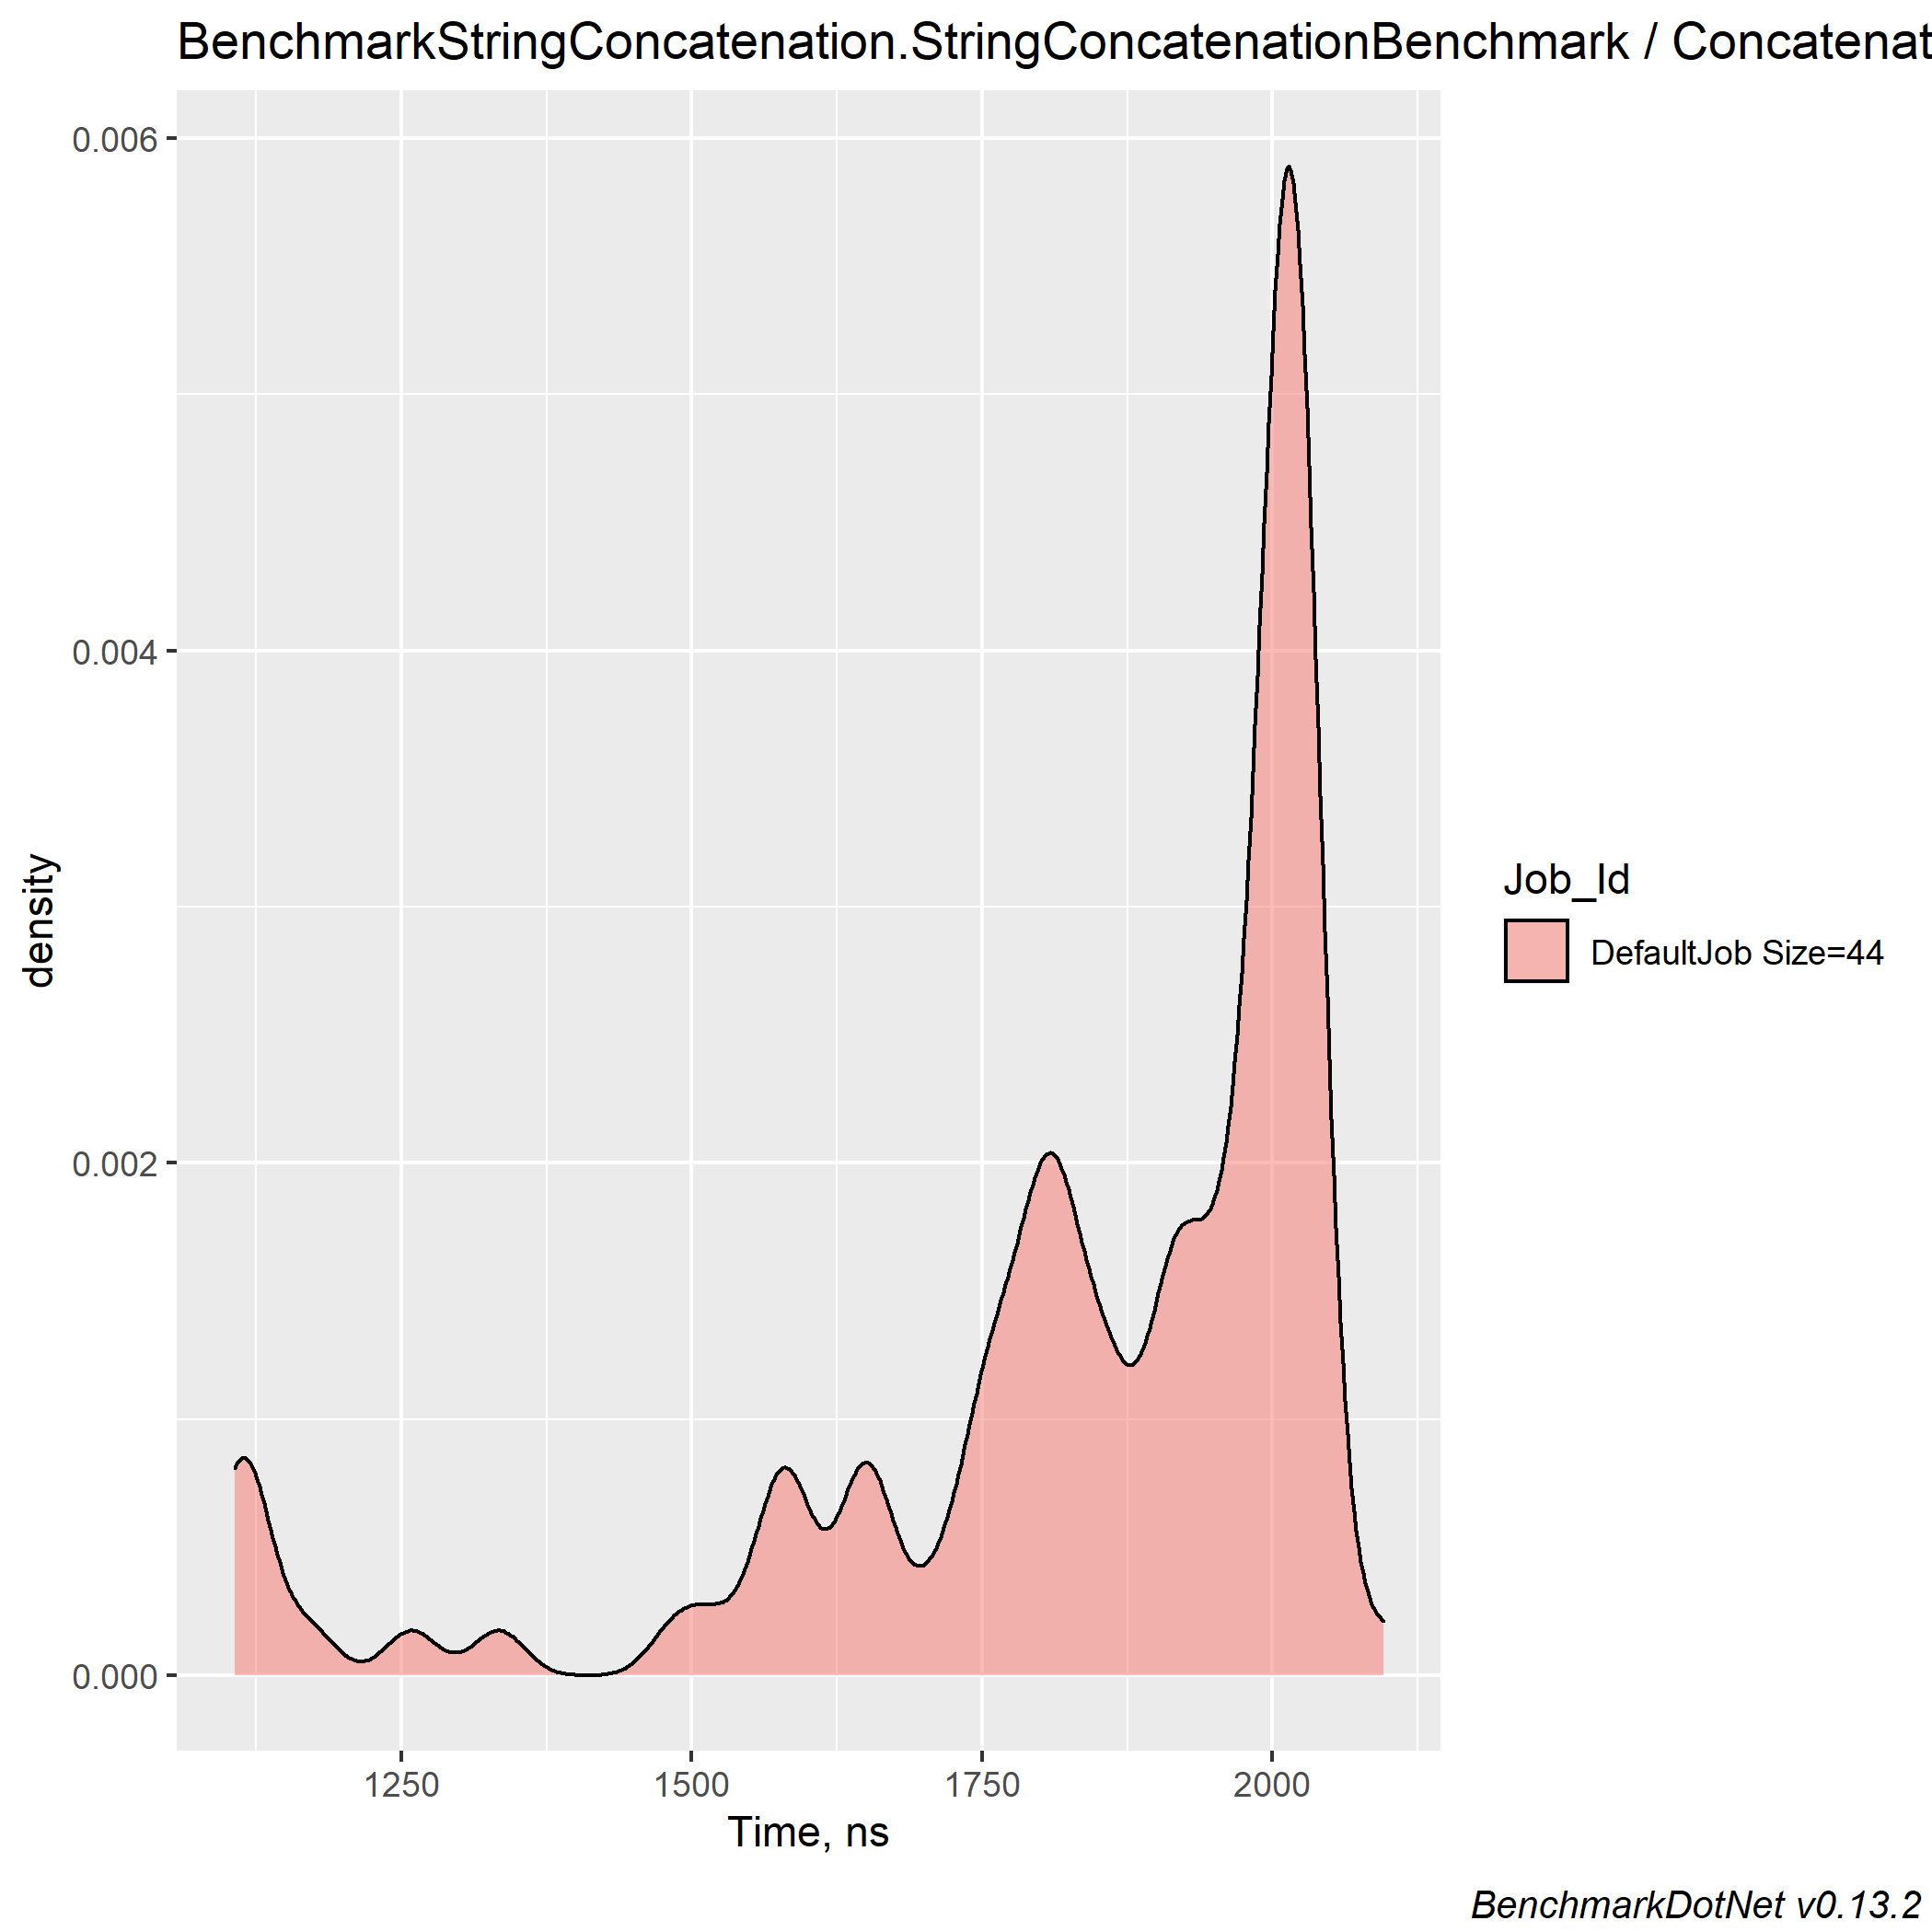 BenchmarkStringConcatenation.StringConcatenationBenchmark / Concatenat
0.006
0.004
0.002
0.000
density
1250 1500 1750 2000
Time, ns
Job_Id
DefaultJob Size=44
BenchmarkDotNet v0.13.2